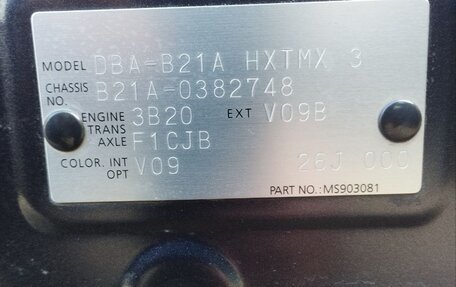 MODEL DBA-B21A HXTMX 3
CHASSIS NO. B21A-0382748
ENGINE 3B20 EXT V09B
TRANS AXLE F1CJB
COLOR. INT OPT V09 26J 000
PART NO.: MS903081